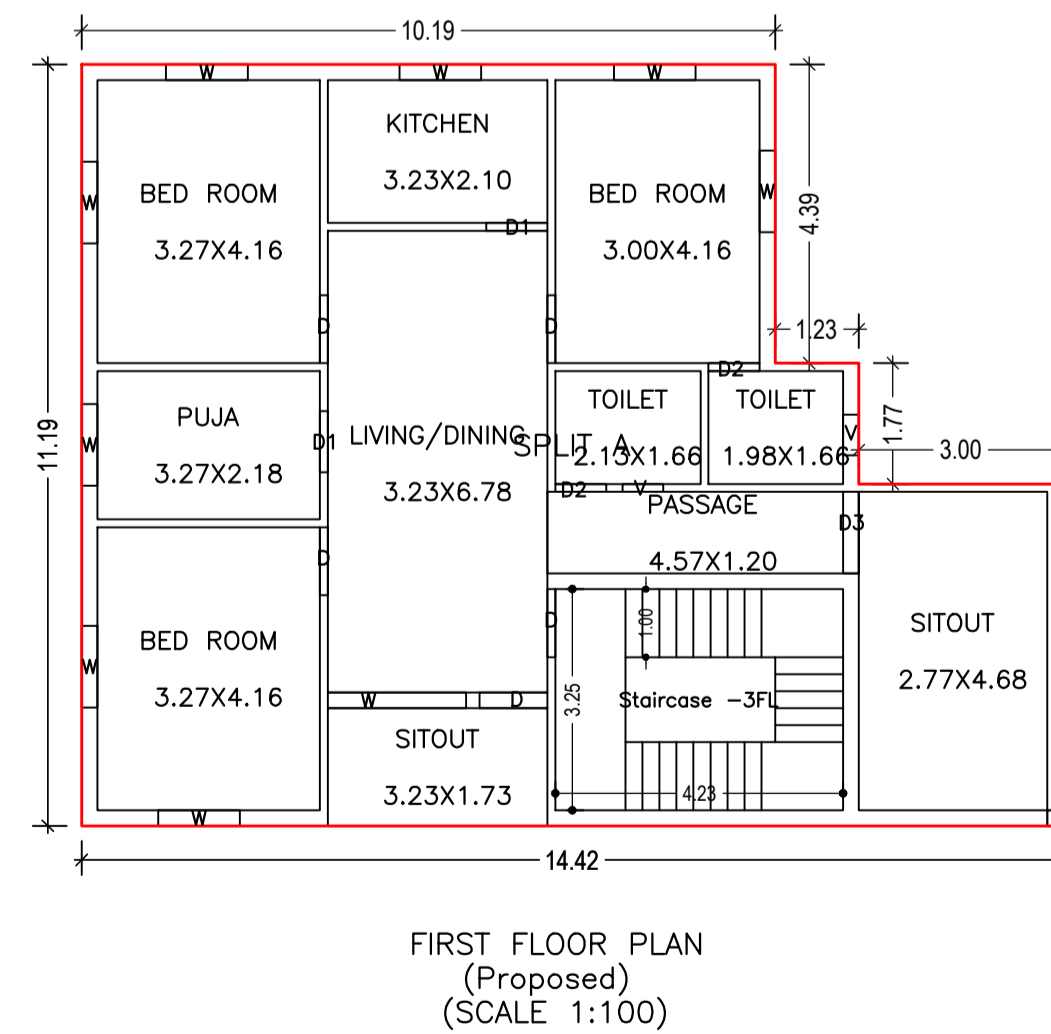 10.19
W
W
W
KITCHEN
3.23X2.10
BED ROOM
3.27X4.16
BED ROOM
3.00X4.16
W
W
4.39
D1
D
D
1.23
D2
11.19
PUJA
3.27X2.18
W
D1
LIVING/DINING
3.23X6.78
SPLIT A
TOILET
2.13X1.66
TOILET
1.98X1.66
V
1.77
3.00
D2
V
PASSAGE
4.57X1.20
D3
D
BED ROOM
3.27X4.16
W
D
1.00
3.25
Staircase -3FL
4.23
SITOUT
2.77X4.68
W
D
SITOUT
3.23X1.73
W
14.42
FIRST FLOOR PLAN
(Proposed)
(SCALE 1:100)